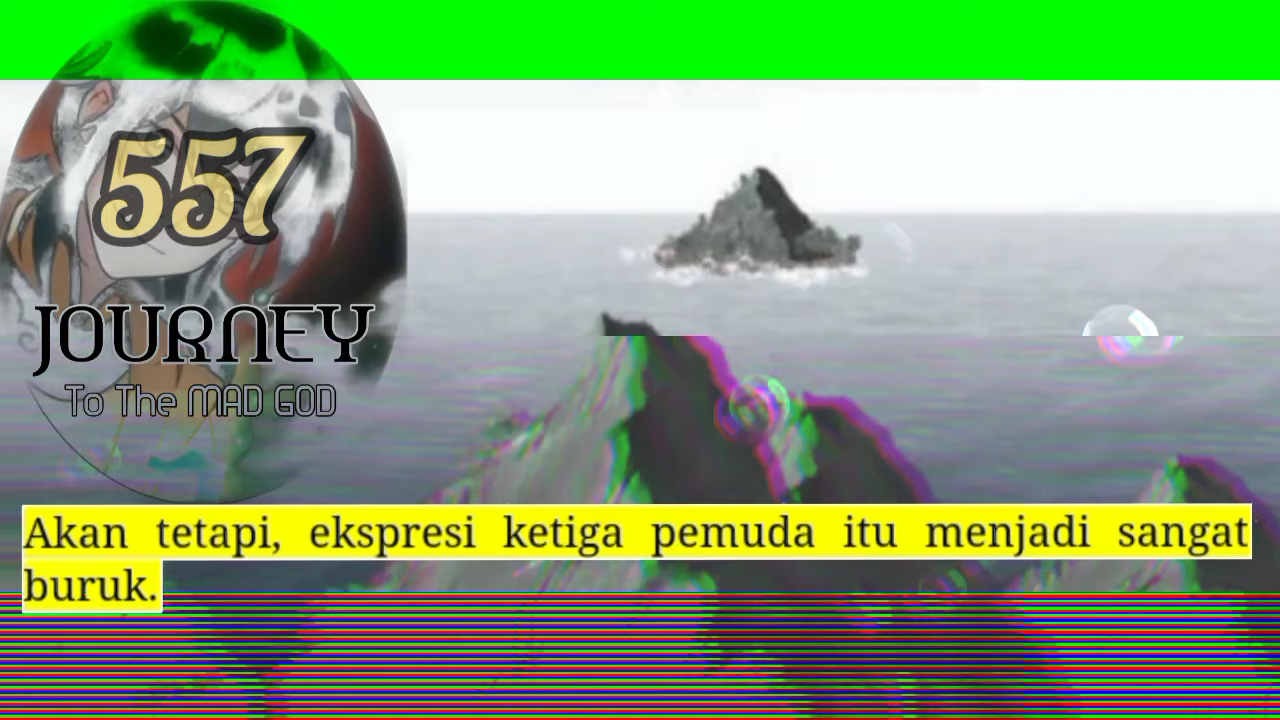 557
JOURNEY
To The MAD GOD
Akan tetapi, ekspresi ketiga pemuda itu menjadi sangat
buruk.